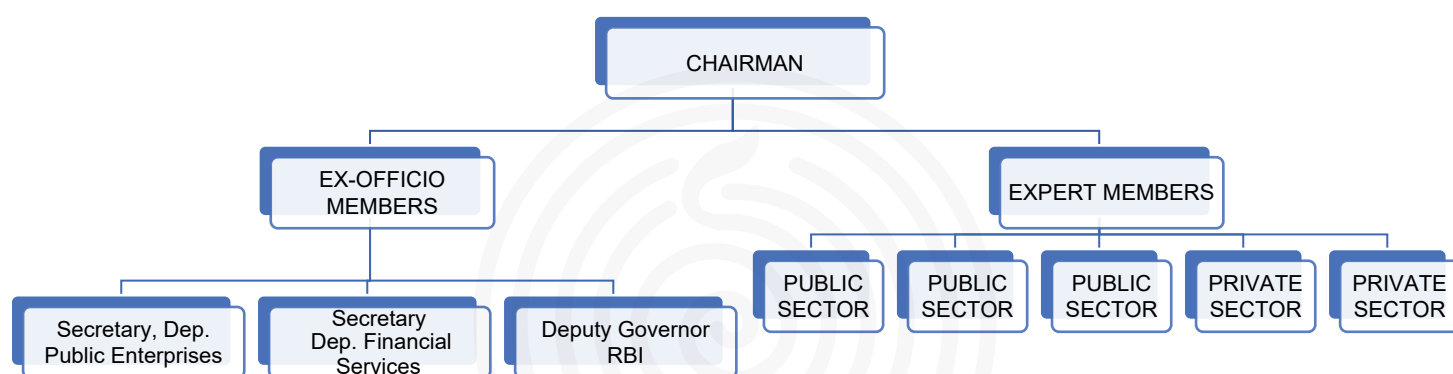 CHAIRMAN
EX-OFFICIO
MEMBERS
EXPERT MEMBERS
PUBLIC
SECTOR
PUBLIC
SECTOR
PUBLIC
SECTOR
PRIVATE
SECTOR
PRIVATE
SECTOR
Secretary, Dep.
Public Enterprises
Secretary
Dep. Financial
Services
Deputy Governor
RBI